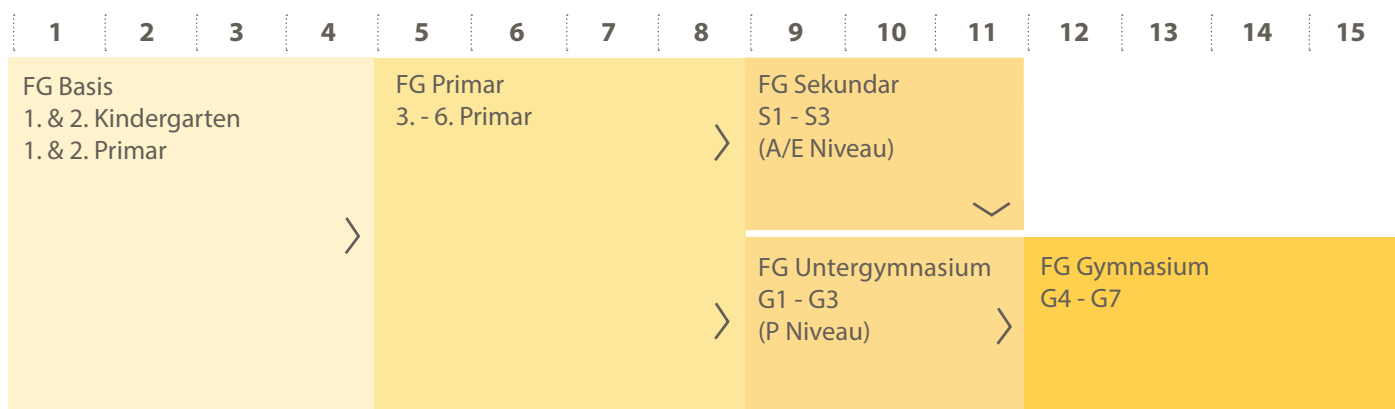 1 2 3 4 5 6 7 8 9 10 11 12 13 14 15
FG Basis
1. & 2. Kindergarten
1. & 2. Primar
FG Primar
3. - 6. Primar
FG Sekundar
S1 - S3
(A/E Niveau)
FG Untergymnasium
G1 - G3
(P Niveau)
FG Gymnasium
G4 - G7